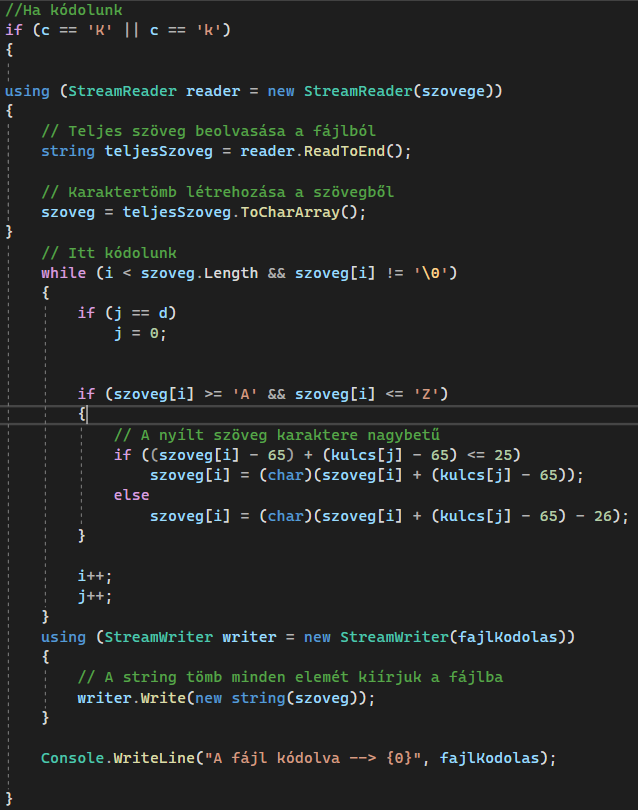 //Ha kódolunk
if (c == 'K' || c == 'k')
{
using (StreamReader reader = new StreamReader(szovege))
{
// Teljes szöveg beolvasása a fájlból
string teljesSzoveg = reader.ReadToEnd();
// Karaktertömb létrehozása a szövegből
szoveg = teljesSzoveg.ToCharArray();
}
// Itt kódolunk
while (i < szoveg.Length && szoveg[i] != '\0')
{
if (j == d)
j = 0;
if (szoveg[i] >= 'A' && szoveg[i] <= 'Z')
{
// A nyílt szöveg karaktere nagybetű
if ((szoveg[i] - 65) + (kulcs[j] - 65) <= 25)
szoveg[i] = (char)(szoveg[i] + (kulcs[j] - 65));
else
szoveg[i] = (char)(szoveg[i] + (kulcs[j] - 65) - 26);
}
i++;
j++;
}
using (StreamWriter writer = new StreamWriter(fajlKodolas))
{
// A string tömb minden elemét kiírjuk a fájlba
writer.Write(new string(szoveg));
}
Console.WriteLine("A fájl kódolva --> {0}", fajlKodolas);
}